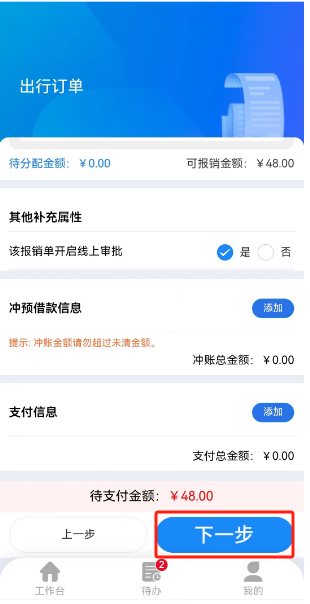 出行订单
待分配金额: ￥0.00 可报销金额: ￥48.00
其他补充属性
该报销单开启线上审批 是 否
冲预借款信息 添加
提示: 冲账金额请勿超过未清金额。
冲账总金额: ￥0.00
支付信息 添加
支付总金额: ￥0.00
待支付金额: ￥48.00
上一步 下一步
2
工作台 待办 我的